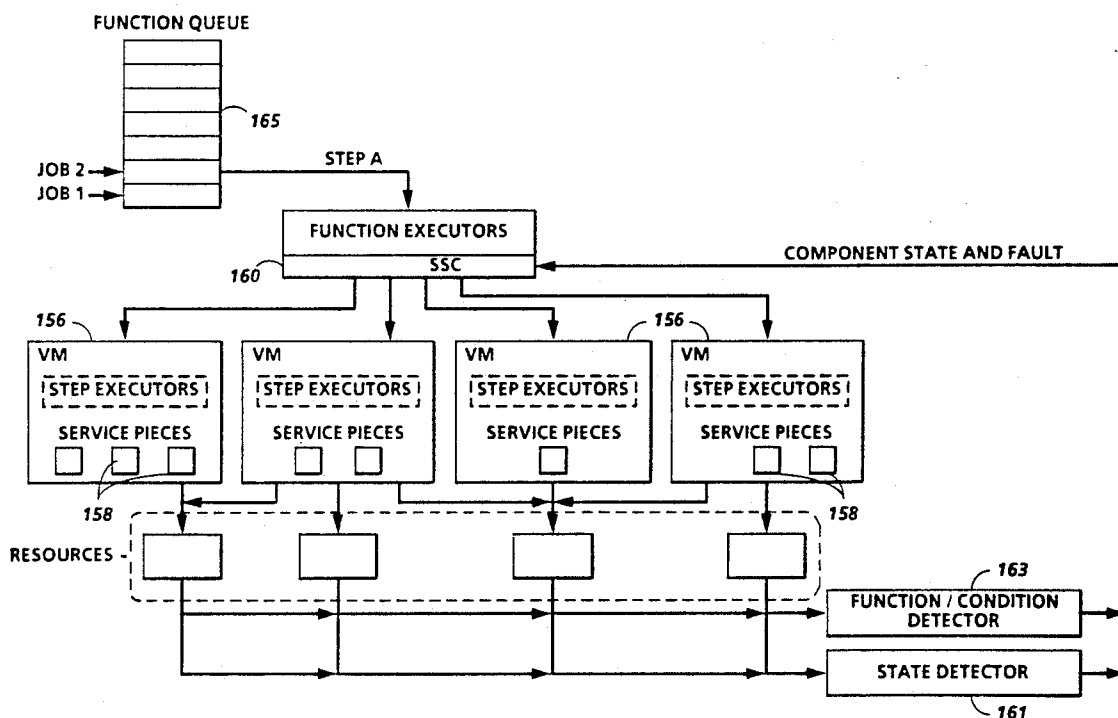 FUNCTION QUEUE
165
JOB 2
STEP A
JOB 1
FUNCTION EXECUTORS
160
SSC
COMPONENT STATE AND FAULT
156
156
VM
VM
VM
VM
STEP EXECUTORS
STEP EXECUTORS
STEP EXECUTORS
STEP EXECUTORS
SERVICE PIECES
SERVICE PIECES
SERVICE PIECES
SERVICE PIECES
158
158
RESOURCES
163
FUNCTION / CONDITION
DETECTOR
STATE DETECTOR
161